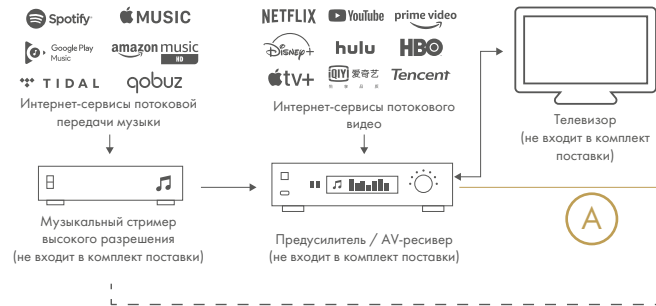 Spotify
MUSIC
Google Play
Music
amazon music
HD
TIDAL
qobuz
Интернет-сервисы потоковой
передачи музыки
NETFLIX
YouTube
prime video
Disney+
hulu
HBO
tv+
iQIY 爱奇艺
Tencent
Интернет-сервисы потокового
видео
Телевизор
(не входит в комплект
поставки)
Музыкальный стример
высокого разрешения
(не входит в комплект поставки)
Предусилитель / AV-ресивер
(не входит в комплект поставки)
A